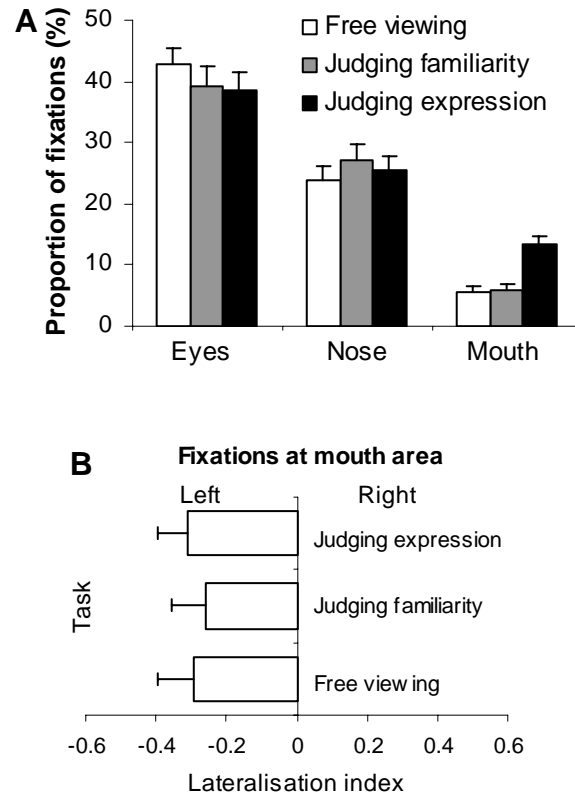 A
Proportion of fixations (%)
50
40
30
20
10
0
Free viewing
Judging familiarity
Judging expression
Eyes Nose Mouth
B
Fixations at mouth area
Left Right
Task
Judging expression
Judging familiarity
Free viewing
-0.6 -0.4 -0.2 0 0.2 0.4 0.6
Lateralisation index